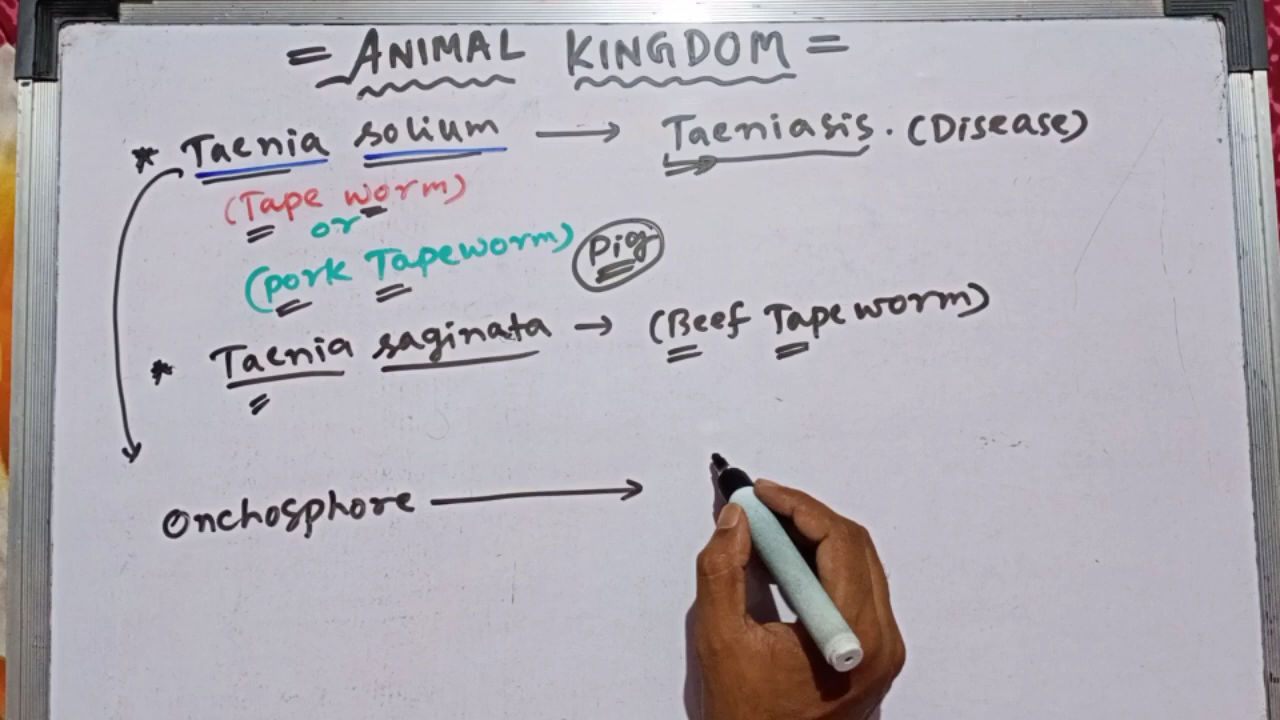 = ANIMAL KINGDOM =
* Taenia solium → Taeniasis. (Disease)
(Tape worm)
or
(pork Tapeworm) Pig
* Taenia saginata → (Beef Tapeworm)
Onchosphore →